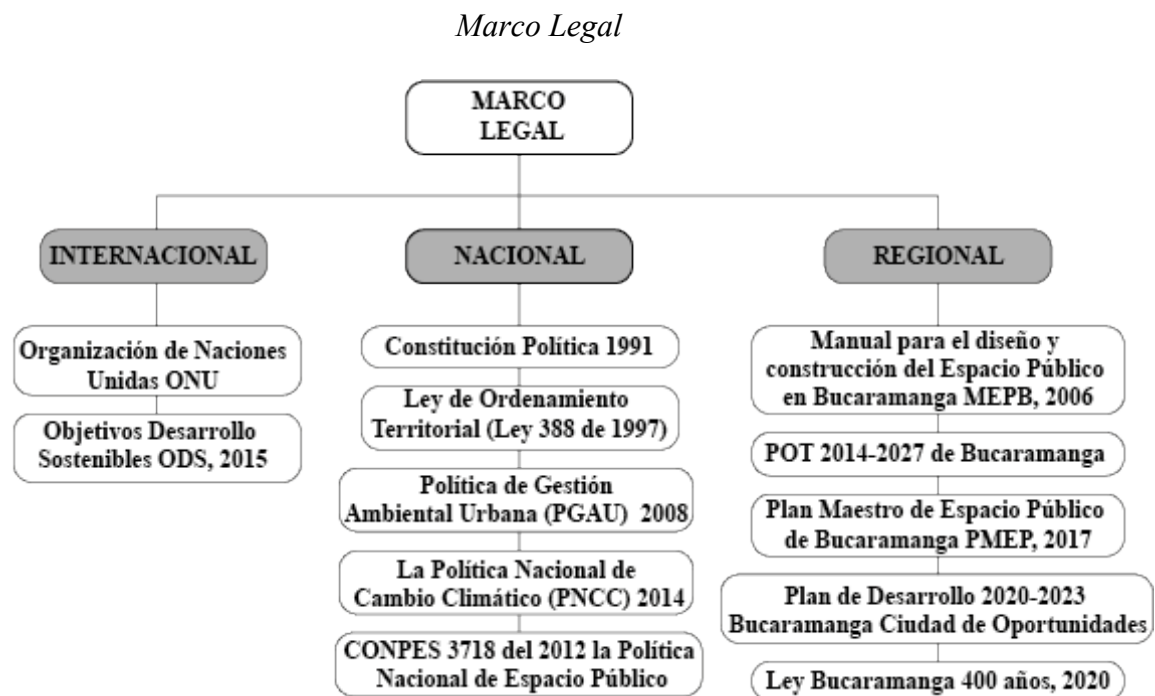 Marco Legal
MARCO
LEGAL
INTERNACIONAL
Organización de Naciones
Unidas ONU
Objetivos Desarrollo
Sostenibles ODS, 2015
NACIONAL
Constitución Política 1991
Ley de Ordenamiento
Territorial (Ley 388 de 1997)
Política de Gestión
Ambiental Urbana (PGAU) 2008
La Política Nacional de
Cambio Climático (PNCC) 2014
CONPES 3718 del 2012 la Política
Nacional de Espacio Público
REGIONAL
Manual para el diseño y
construcción del Espacio Público
en Bucaramanga MEPB, 2006
POT 2014-2027 de Bucaramanga
Plan Maestro de Espacio Público
de Bucaramanga PMEP, 2017
Plan de Desarrollo 2020-2023
Bucaramanga Ciudad de Oportunidades
Ley Bucaramanga 400 años, 2020